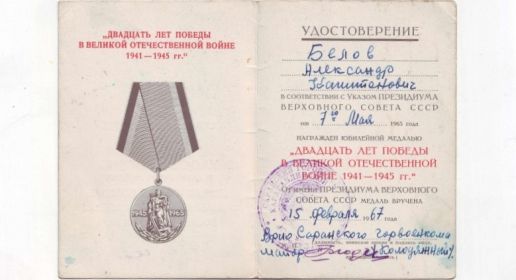 „ДВАДЦАТЬ ЛЕТ ПОБЕДЫ
В ВЕЛИКОЙ ОТЕЧЕСТВЕННОЙ ВОЙНЕ
1941—1945 гг.“
1945 1965
УДОСТОВЕРЕНИЕ
Белов
Александр
В СООТВЕТСТВИИ С УКАЗОМ ПРЕЗИДИУМА
ВЕРХОВНОГО СОВЕТА СССР
от 7го Мая 1965 года
НАГРАЖДЕН ЮБИЛЕЙНОЙ МЕДАЛЬЮ
„ДВАДЦАТЬ ЛЕТ ПОБЕДЫ
В ВЕЛИКОЙ ОТЕЧЕСТВЕННОЙ
ВОЙНЕ 1941—1945 гг.“
ОТ ИМЕНИ ПРЕЗИДИУМА ВЕРХОВНОГО
СОВЕТА СССР МЕДАЛЬ ВРУЧЕНА
15 февраля 1967 года
Врио Саранского горвоенкома
майор